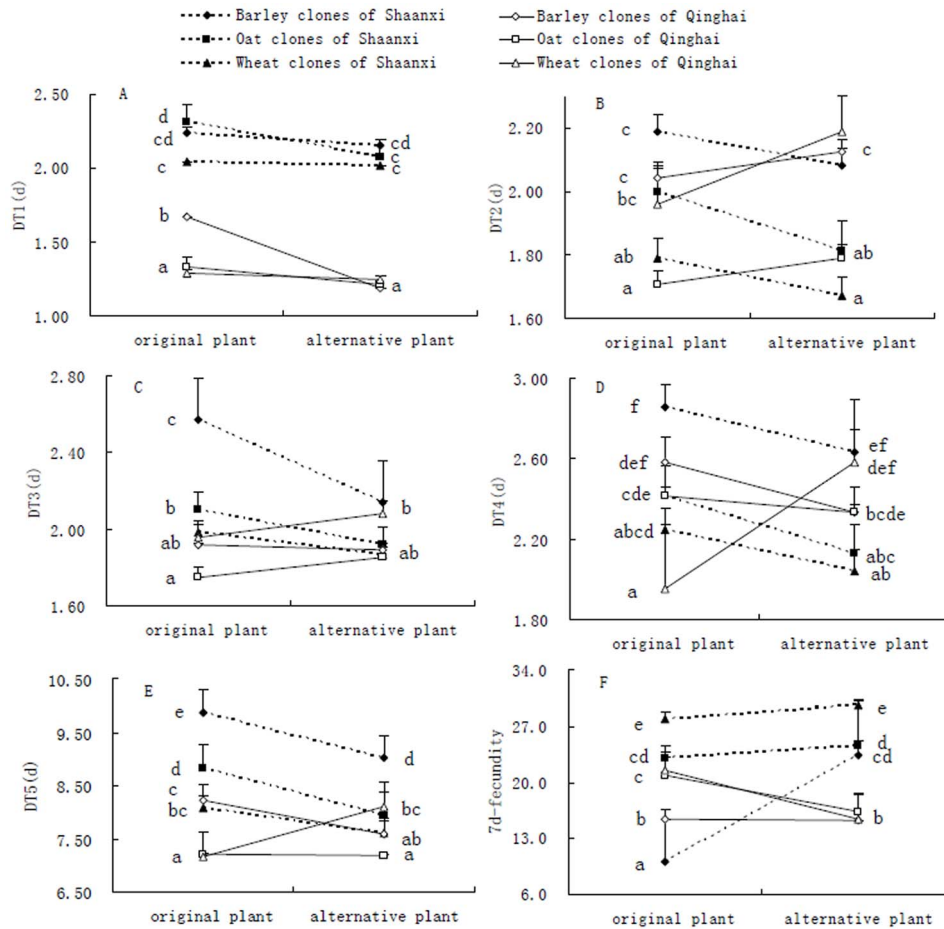 Barley clones of Shaanxi
Barley clones of Qinghai
Oat clones of Shaanxi
Oat clones of Qinghai
Wheat clones of Shaanxi
Wheat clones of Qinghai
A
2.50
2.00
1.50
1.00
DT1(d)
d
cd
c
b
a
cd
c
c
a
original plant
alternative plant
B
2.20
2.00
1.80
1.60
DT2(d)
c
c
bc
ab
a
c
ab
a
original plant
alternative plant
C
2.80
2.40
2.00
1.60
DT3(d)
c
b
ab
a
b
ab
original plant
alternative plant
D
3.00
2.60
2.20
1.80
DT4(d)
f
def
cde
abcd
a
ef
def
bcde
abc
ab
original plant
alternative plant
E
10.50
9.50
8.50
7.50
6.50
DT5(d)
e
d
c
bc
a
d
bc
ab
a
original plant
alternative plant
F
34.0
27.0
20.0
13.0
6.0
7d-fecundity
e
cd
c
b
a
e
d
cd
b
original plant
alternative plant